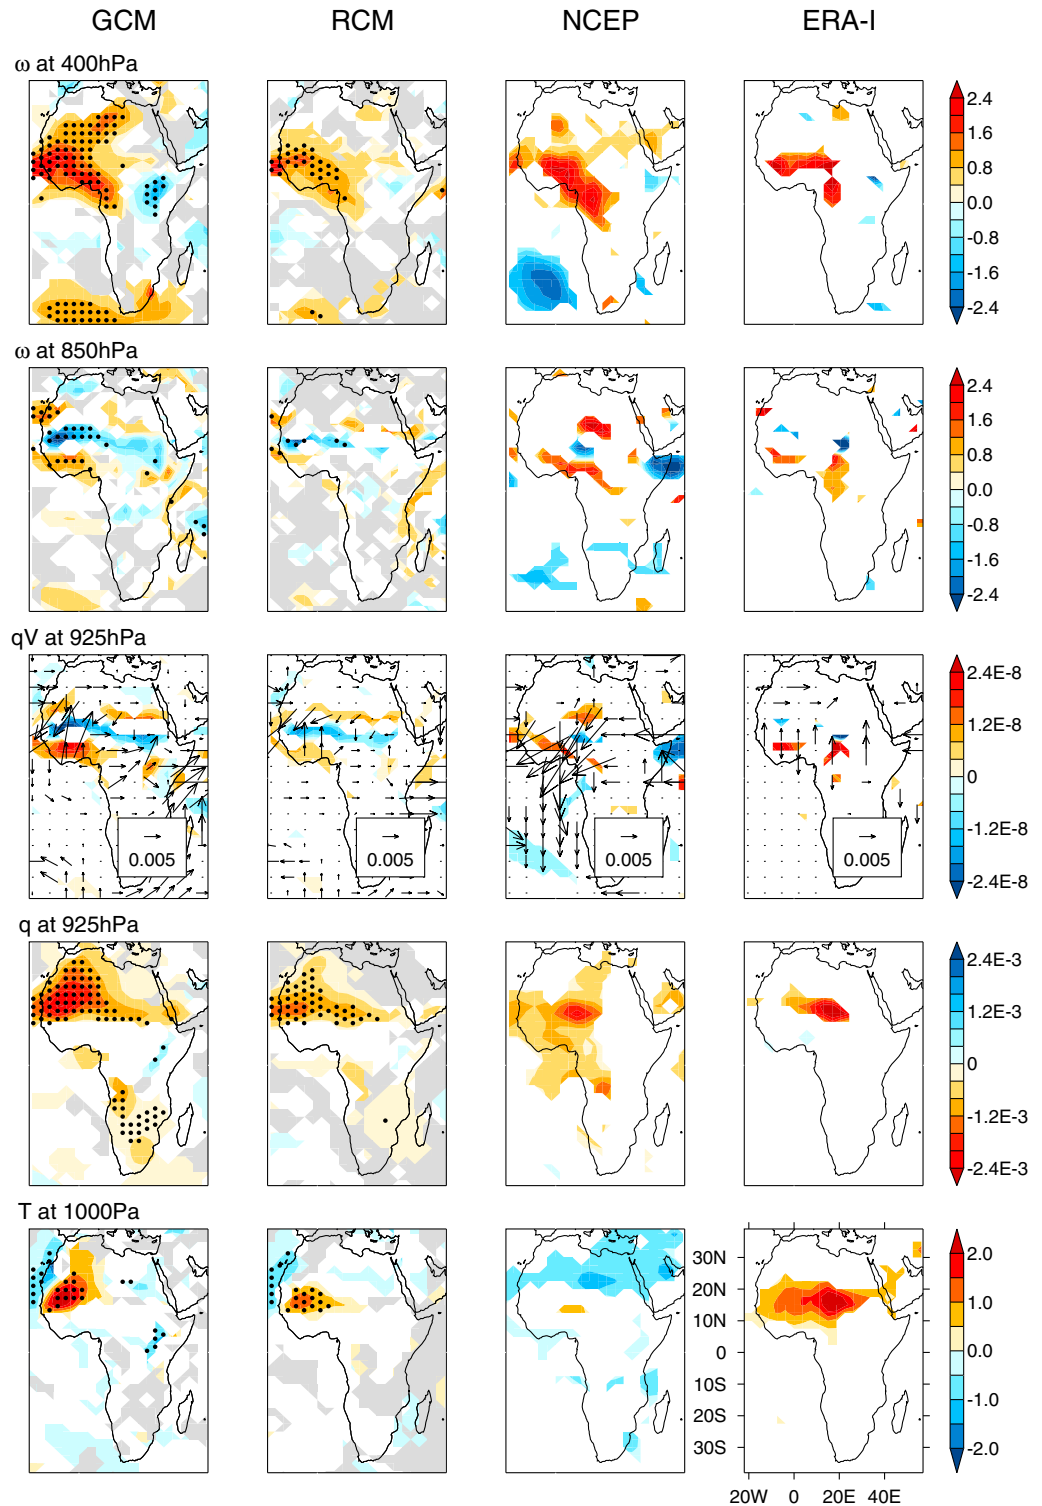 GCM RCM NCEP ERA-I
ω at 400hPa
2.4
1.6
0.8
0.0
-0.8
-1.6
-2.4
ω at 850hPa
2.4
1.6
0.8
0.0
-0.8
-1.6
-2.4
qV at 925hPa
2.4E-8
1.2E-8
0
-1.2E-8
-2.4E-8
0.005 0.005 0.005 0.005
q at 925hPa
2.4E-3
1.2E-3
0
-1.2E-3
-2.4E-3
T at 1000Pa
30N
20N
10N
0
10S
20S
30S
20W 0 20E 40E
2.0
1.0
0.0
-1.0
-2.0